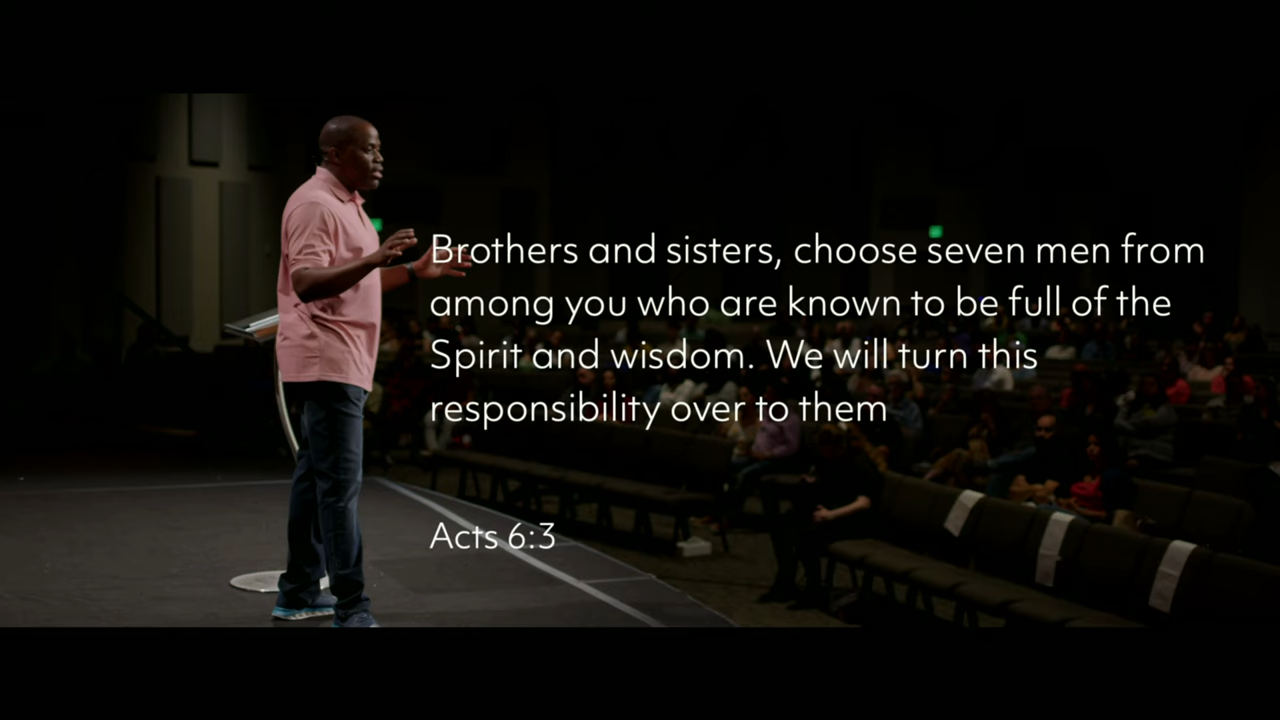 Brothers and sisters, choose seven men from
among you who are known to be full of the
Spirit and wisdom. We will turn this
responsibility over to them
Acts 6:3